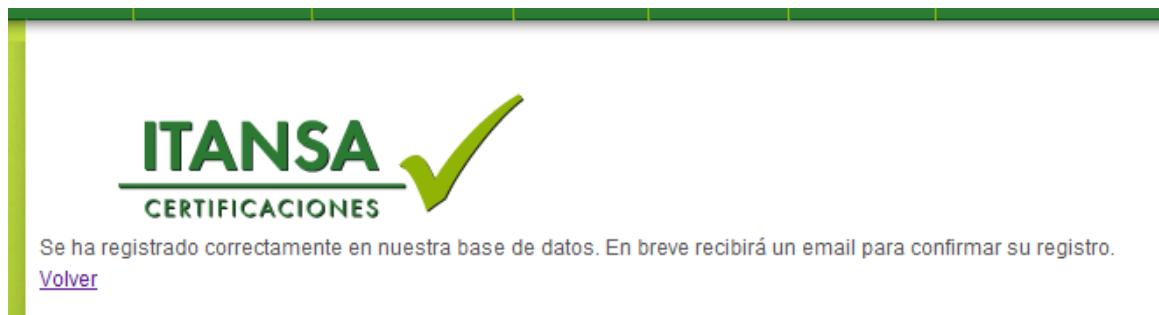 ITANSA
CERTIFICACIONES
Se ha registrado correctamente en nuestra base de datos. En breve recibirá un email para confirmar su registro.
Volver